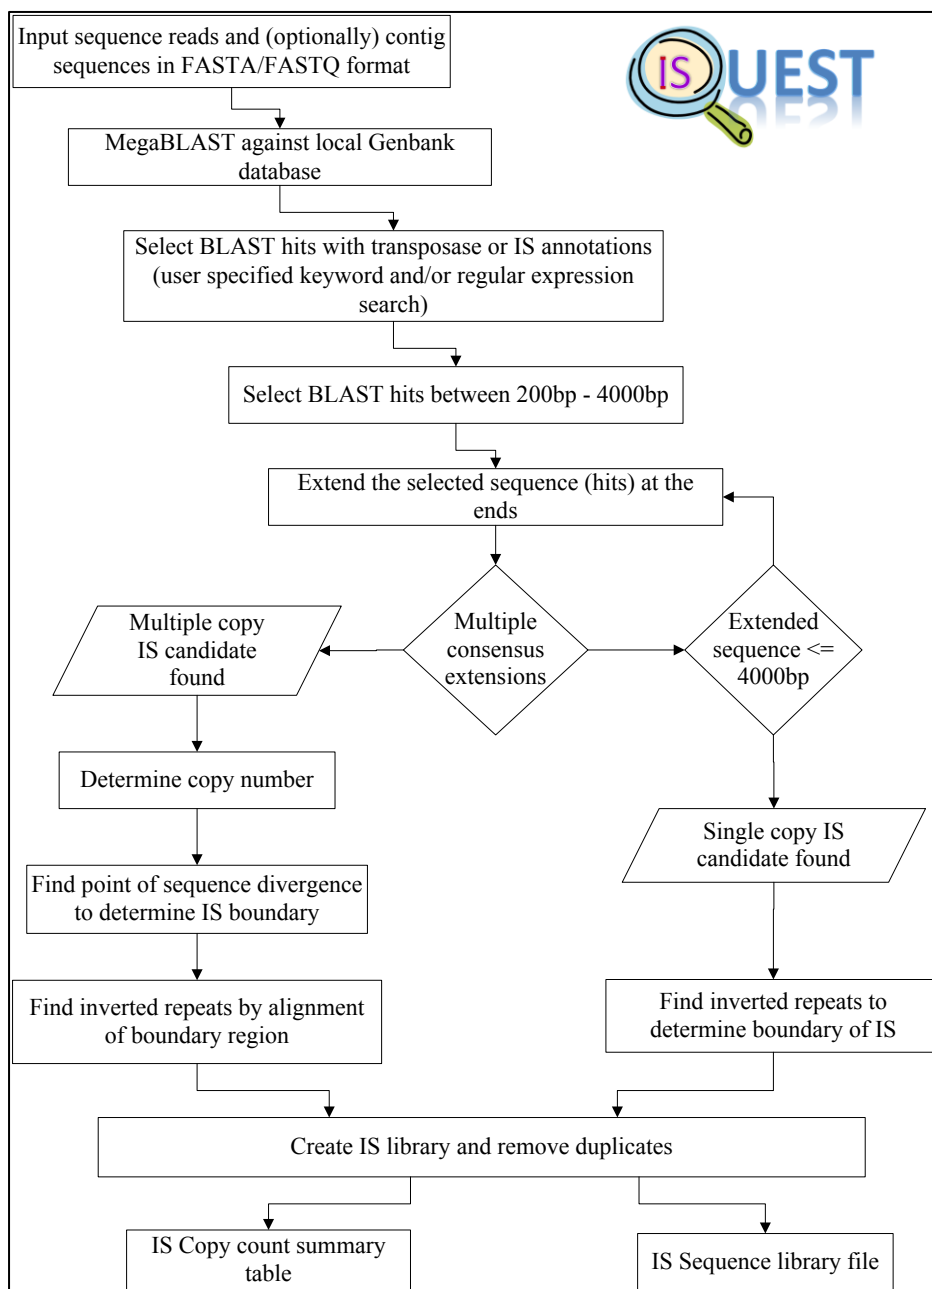 Input sequence reads and (optionally) contig
sequences in FASTA/FASTQ format
IS QUEST
MegaBLAST against local Genbank
database
Select BLAST hits with transposase or IS annotations
(user specified keyword and/or regular expression
search)
Select BLAST hits between 200bp - 4000bp
Extend the selected sequence (hits) at the
ends
Multiple
consensus
extensions
Extended
sequence <=
4000bp
Multiple copy
IS candidate
found
Determine copy number
Find point of sequence divergence
to determine IS boundary
Find inverted repeats by alignment
of boundary region
Single copy IS
candidate found
Find inverted repeats to
determine boundary of IS
Create IS library and remove duplicates
IS Copy count summary
table
IS Sequence library file